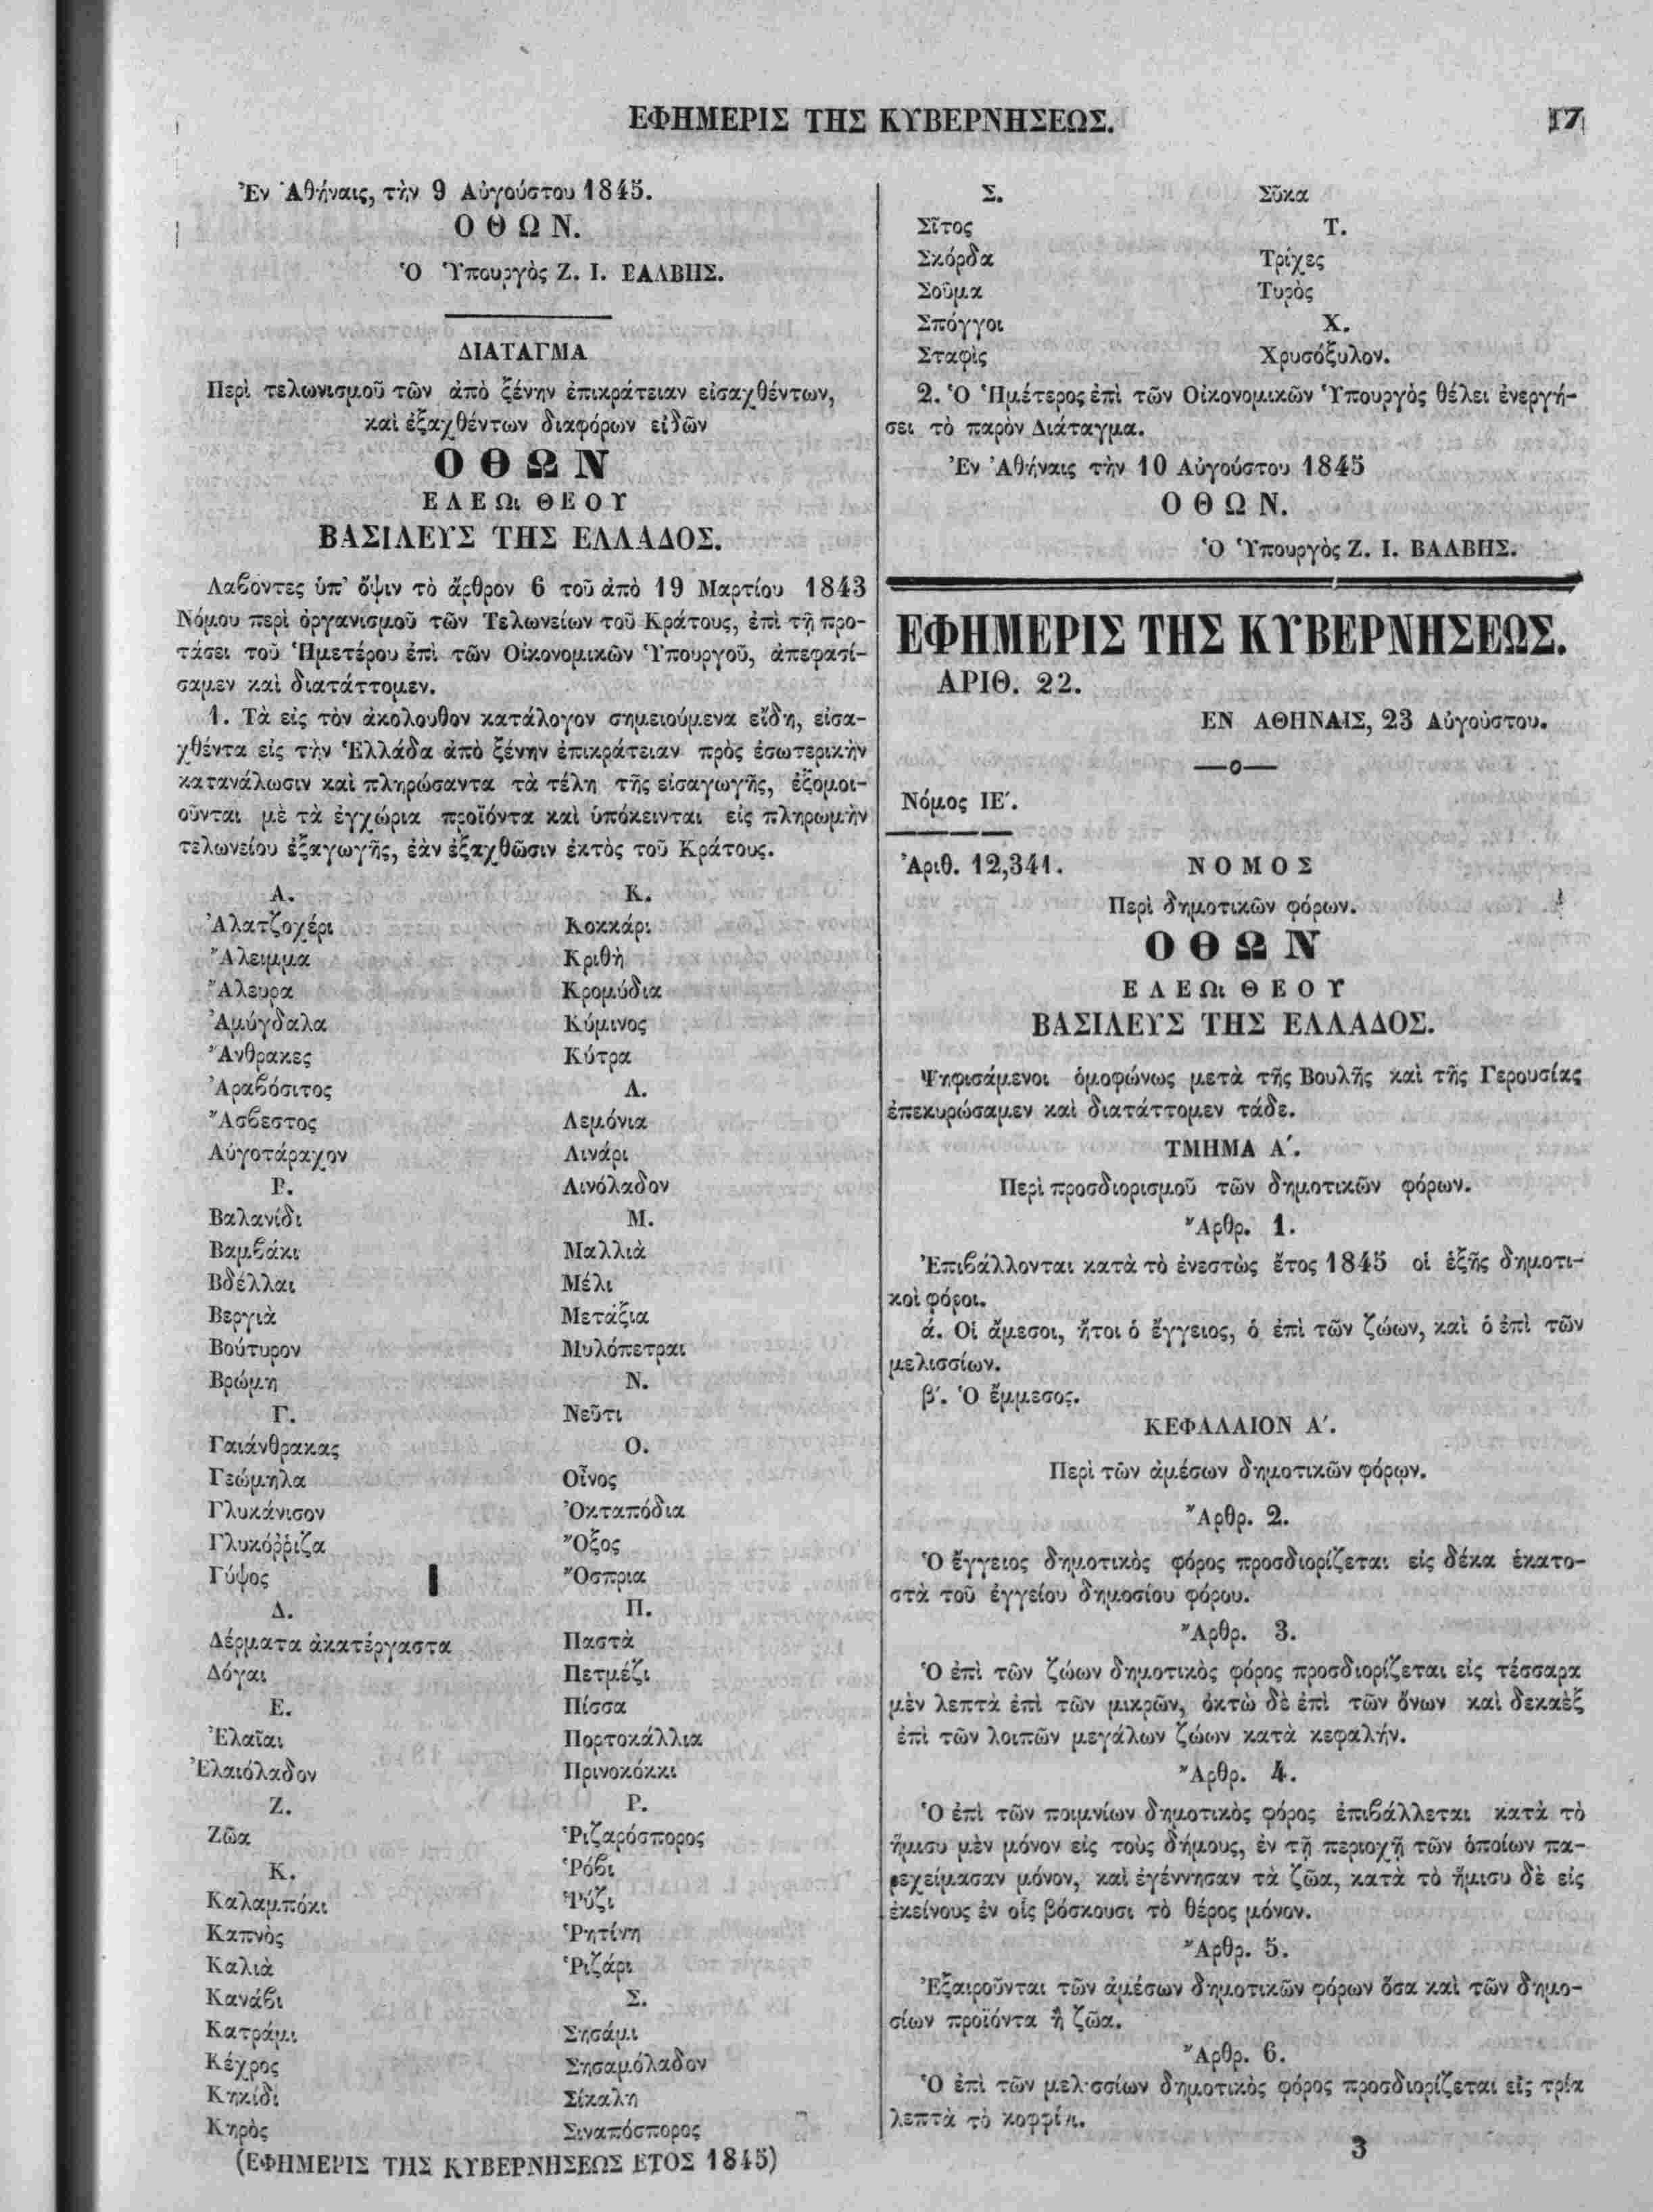 ΕΦΗΜΕΡΙΣ ΤΗΣ ΚΥΒΕΡΝΗΣΕΩΣ.
17
Ἐν Ἀθήναις, τὴν 9 Αὐγούστου 1845.
ΟΘΩΝ.
Ὁ Ὑπουργὸς Ζ. Ι. ΒΑΛΒΗΣ.
ΔΙΑΤΑΓΜΑ
Περὶ τελωνισμοῦ τῶν ἀπὸ ξένην ἐπικράτειαν εἰσαχθέντων,
καὶ ἐξαχθέντων διαφόρων εἰδῶν
ΟΘΩΝ
ΕΛΕΩι ΘΕΟΥ
ΒΑΣΙΛΕΥΣ ΤΗΣ ΕΛΛΑΔΟΣ.
Λαβόντες ὑπ' ὄψιν τὸ ἄρθρον 6 τοῦ ἀπὸ 19 Μαρτίου 1843
Νόμου περὶ ὀργανισμοῦ τῶν Τελωνείων τοῦ Κράτους, ἐπὶ τῇ προ-
τάσει τοῦ Ἡμετέρου ἐπὶ τῶν Οἰκονομικῶν Ὑπουργοῦ, ἀπεφασί-
σαμεν καὶ διατάττομεν.
1. Τὰ εἰς τὸν ἀκόλουθον κατάλογον σημειούμενα εἴδη, εἰσα-
χθέντα εἰς τὴν Ἑλλάδα ἀπὸ ξένην ἐπικράτειαν πρὸς ἐσωτερικὴν
κατανάλωσιν καὶ πληρώσαντα τὰ τέλη τῆς εἰσαγωγῆς, ἐξομοι-
οῦνται μὲ τὰ ἐγχώρια προϊόντα καὶ ὑπόκεινται εἰς πληρωμὴν
τελωνείου ἐξαγωγῆς, ἐὰν ἐξαχθῶσιν ἐκτὸς τοῦ Κράτους.
Α.
Ἀλατζοχέρι
Ἄλειμμα
Ἄλευρα
Ἀμύγδαλα
Ἄνθρακες
Ἀραβόσιτος
Ἄσβεστος
Αὐγοτάραχον
Β.
Βαλανίδι
Βαμβάκι
Βδέλλαι
Βεργιὰ
Βούτυρον
Βρώμη
Γ.
Γαιάνθρακας
Γεώμηλα
Γλυκάνισον
Γλυκόῤῥιζα
Γύψος
Δ.
Δέρματα ἀκατέργαστα
Δόγαι
Ε.
Ἐλαῖαι
Ἐλαιόλαδον
Ζ.
Ζῶα
Κ.
Καλαμπόκι
Καπνὸς
Καλιὰ
Κανάβι
Κατράμι
Κέχρος
Κηκίδι
Κηρὸς
Κ.
Κοκκάρι
Κριθὴ
Κρομύδια
Κύμινος
Κύτρα
Λ.
Λεμόνια
Λινάρι
Λινόλαδον
Μ.
Μαλλιὰ
Μέλι
Μετάξια
Μυλόπετραι
Ν.
Νεῦτι
Ο.
Οἶνος
Ὀκταπόδια
Ὄξος
Ὄσπρια
Π.
Παστὰ
Πετμέζι
Πίσσα
Πορτοκάλλια
Πρινοκόκκι
Ρ.
Ῥιζαρόσπορος
Ῥόβι
Ῥύζι
Ῥητίνη
Ῥιζάρι
Σ.
Σησάμι
Σησαμόλαδον
Σίκαλη
Σιναπόσπορος
(ΕΦΗΜΕΡΙΣ ΤΗΣ ΚΥΒΕΡΝΗΣΕΩΣ ΕΤΟΣ 1845)
Σ.
Σῖτος
Σκόρδα
Σοῦμα
Σπόγγοι
Σταφὶς
Σῦκα
Τ.
Τρίχες
Τυρὸς
Χ.
Χρυσόξυλον.
2. Ὁ Ἡμέτερος ἐπὶ τῶν Οἰκονομικῶν Ὑπουργὸς θέλει ἐνεργή-
σει τὸ παρὸν Διάταγμα.
Ἐν Ἀθήναις τὴν 10 Αὐγούστου 1845
ΟΘΩΝ.
Ὁ Ὑπουργὸς Ζ. Ι. ΒΑΛΒΗΣ.
ΕΦΗΜΕΡΙΣ ΤΗΣ ΚΥΒΕΡΝΗΣΕΩΣ.
ΑΡΙΘ. 22.
ΕΝ ΑΘΗΝΑΙΣ, 23 Αὐγούστου.
Νόμος ΙΕ΄.
Ἀριθ. 12,341.
ΝΟΜΟΣ
Περὶ δημοτικῶν φόρων.
ΟΘΩΝ
ΕΛΕΩι ΘΕΟΥ
ΒΑΣΙΛΕΥΣ ΤΗΣ ΕΛΛΑΔΟΣ.
Ψηφισάμενοι ὁμοφώνως μετὰ τῆς Βουλῆς καὶ τῆς Γερουσίας
ἐπεκυρώσαμεν καὶ διατάττομεν τάδε.
ΤΜΗΜΑ Α΄.
Περὶ προσδιορισμοῦ τῶν δημοτικῶν φόρων.
Ἄρθρ. 1.
Ἐπιβάλλονται κατὰ τὸ ἐνεστὼς ἔτος 1845 οἱ ἑξῆς δημοτι-
κοὶ φόροι.
ά. Οἱ ἄμεσοι, ἤτοι ὁ ἔγγειος, ὁ ἐπὶ τῶν ζώων, καὶ ὁ ἐπὶ τῶν
μελισσίων.
β΄. Ὁ ἔμμεσος.
ΚΕΦΑΛΑΙΟΝ Α΄.
Περὶ τῶν ἀμέσων δημοτικῶν φόρων.
Ἄρθρ. 2.
Ὁ ἔγγειος δημοτικὸς φόρος προσδιορίζεται εἰς δέκα ἑκατο-
στὰ τοῦ ἐγγείου δημοσίου φόρου.
Ἄρθρ. 3.
Ὁ ἐπὶ τῶν ζώων δημοτικὸς φόρος προσδιορίζεται εἰς τέσσαρα
μὲν λεπτὰ ἐπὶ τῶν μικρῶν, ὀκτὼ δὲ ἐπὶ τῶν ὄνων καὶ δεκαὲξ
ἐπὶ τῶν λοιπῶν μεγάλων ζώων κατὰ κεφαλήν.
Ἄρθρ. 4.
Ὁ ἐπὶ τῶν ποιμνίων δημοτικὸς φόρος ἐπιβάλλεται κατὰ τὸ
ἥμισυ μὲν μόνον εἰς τοὺς δήμους, ἐν τῇ περιοχῇ τῶν ὁποίων πα-
ρεχείμασαν μόνον, καὶ ἐγέννησαν τὰ ζῶα, κατὰ τὸ ἥμισυ δὲ εἰς
ἐκείνους ἐν οἷς βόσκουσι τὸ θέρος μόνον.
Ἄρθρ. 5.
Ἐξαιροῦνται τῶν ἀμέσων δημοτικῶν φόρων ὅσα καὶ τῶν δημο-
σίων προϊόντα ἢ ζῶα.
Ἄρθρ. 6.
Ὁ ἐπὶ τῶν μελισσίων δημοτικὸς φόρος προσδιορίζεται εἰς τρία
λεπτὰ τὸ κοφφίνι.
3